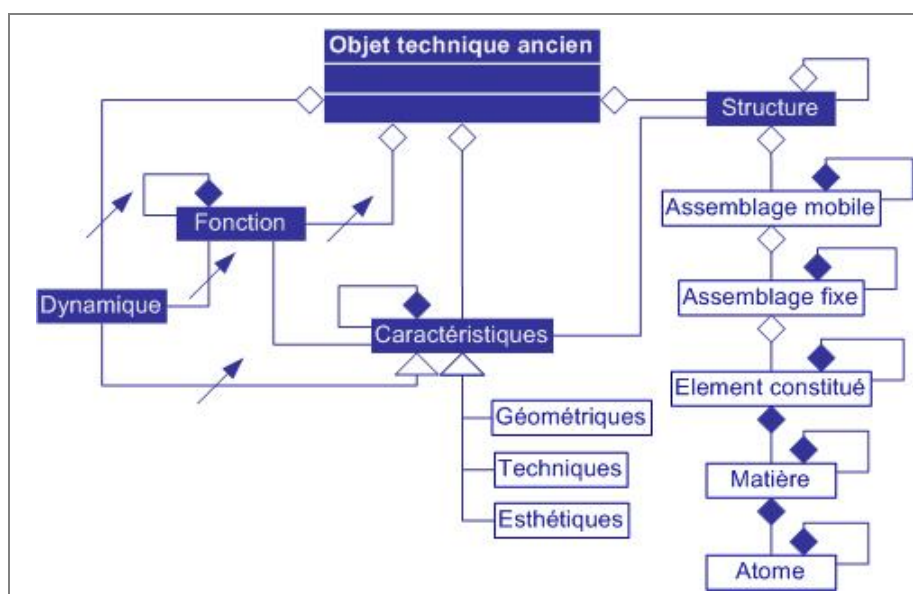 Objet technique ancien
Structure
Assemblage mobile
Fonction
Assemblage fixe
Dynamique
Caractéristiques
Element constitué
Géométriques
Techniques
Matière
Esthétiques
Atome